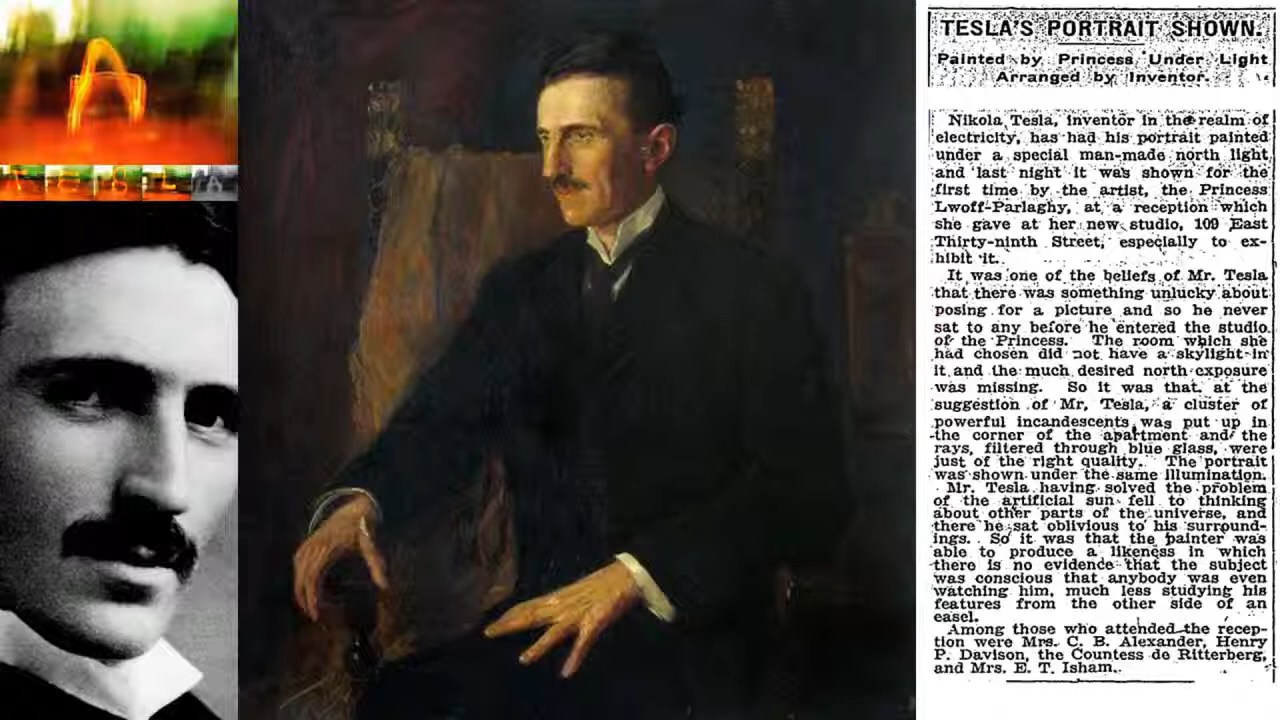 TESLA'S PORTRAIT SHOWN.
Painted by Princess Under Light
Arranged by Inventor.
Nikola Tesla, inventor in the realm of
electricity, has had his portrait painted
under a special man-made north light
and last night it was shown for the
first time by the artist, the Princess
Lwoff-Parlaghy, at a reception which
she gave at her new studio, 109 East
Thirty-ninth Street, especially to ex-
hibit it.
It was one of the beliefs of Mr. Tesla
that there was something unlucky about
posing for a picture and so he never
sat to any before he entered the studio
of the Princess. The room which she
had chosen did not have a skylight in
it and the much desired north exposure
was missing. So it was that at the
suggestion of Mr. Tesla, a cluster of
powerful incandescents was put up in
the corner of the apartment and the
rays, filtered through blue glass, were
just of the right quality. The portrait
was shown under the same illumination.
Mr. Tesla having solved the problem
of the artificial sun fell to thinking
about other parts of the universe, and
there he sat oblivious to his surround-
ings. So it was that the painter was
able to produce a likeness in which
there is no evidence that the subject
was conscious that anybody was even
watching him, much less studying his
features from the other side of an
easel.
Among those who attended the recep-
tion were Mrs. C. B. Alexander, Henry
P. Davison, the Countess de Ritterberg,
and Mrs. E. T. Isham.